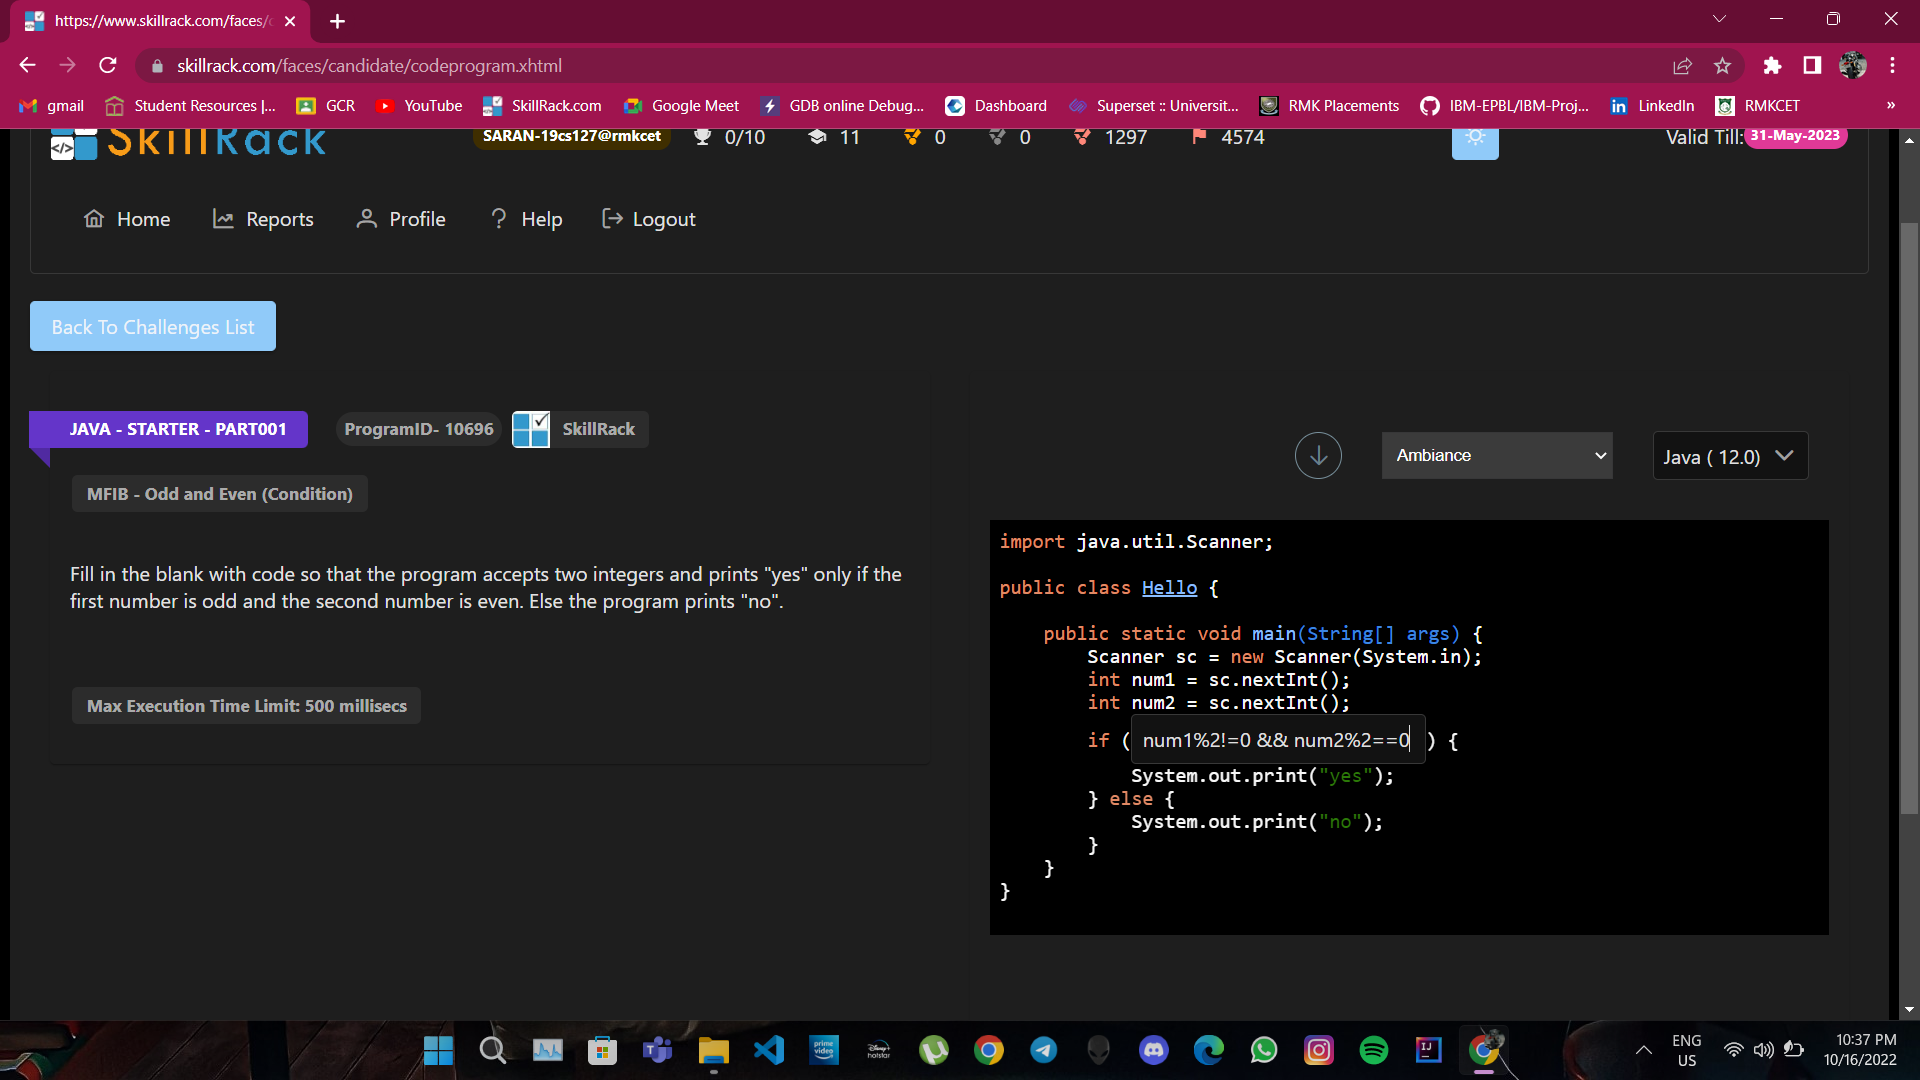 https://www.skillrack.com/faces/c
skillrack.com/faces/candidate/codeprogram.xhtml
gmail Student Resources |... GCR YouTube SkillRack.com Google Meet GDB online Debug... Dashboard Superset :: Universit... RMK Placements IBM-EPBL/IBM-Proj... LinkedIn RMKCET »
SkillRack SARAN-19cs127@rmkcet 0/10 11 0 0 1297 4574 Valid Till: 31-May-2023
Home Reports Profile ? Help Logout
Back To Challenges List
JAVA - STARTER - PART001 ProgramID- 10696 SkillRack
Ambiance Java ( 12.0)
MFIB - Odd and Even (Condition)
Fill in the blank with code so that the program accepts two integers and prints "yes" only if the
first number is odd and the second number is even. Else the program prints "no".
Max Execution Time Limit: 500 millisecs
import java.util.Scanner;
public class Hello {
public static void main(String[] args) {
Scanner sc = new Scanner(System.in);
int num1 = sc.nextInt();
int num2 = sc.nextInt();
if ( num1%2!=0 && num2%2==0 ) {
System.out.print("yes");
} else {
System.out.print("no");
}
}
}
prime video
Disney+ hotstar
ENG
US
10:37 PM
10/16/2022